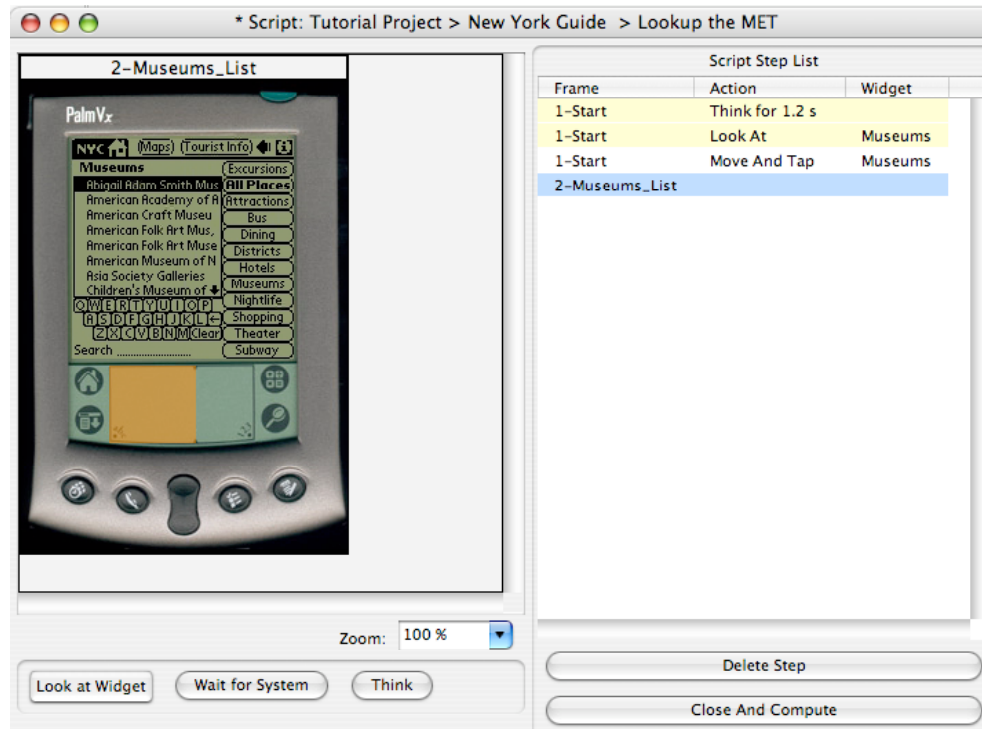 * Script: Tutorial Project > New York Guide > Lookup the MET
2-Museums_List
PalmVx
NYC (Maps) (Tourist Info)
Museums
Abigail Adam Smith Mus
American Academy of A
American Craft Museu
American Folk Art Mus,
American Folk Art Muse
American Museum of N
Asia Society Galleries
Children's Museum of
Excursions
All Places
Attractions
Bus
Dining
Districts
Hotels
Museums
Nightlife
Shopping
Theater
Subway
Q W E R T Y U I O P
A S D F G H J K L ←
Z X C V B N M Clear
Search
Zoom: 100 %
Look at Widget Wait for System Think
Script Step List
Frame Action Widget
1-Start Think for 1.2 s
1-Start Look At Museums
1-Start Move And Tap Museums
2-Museums_List
Delete Step
Close And Compute